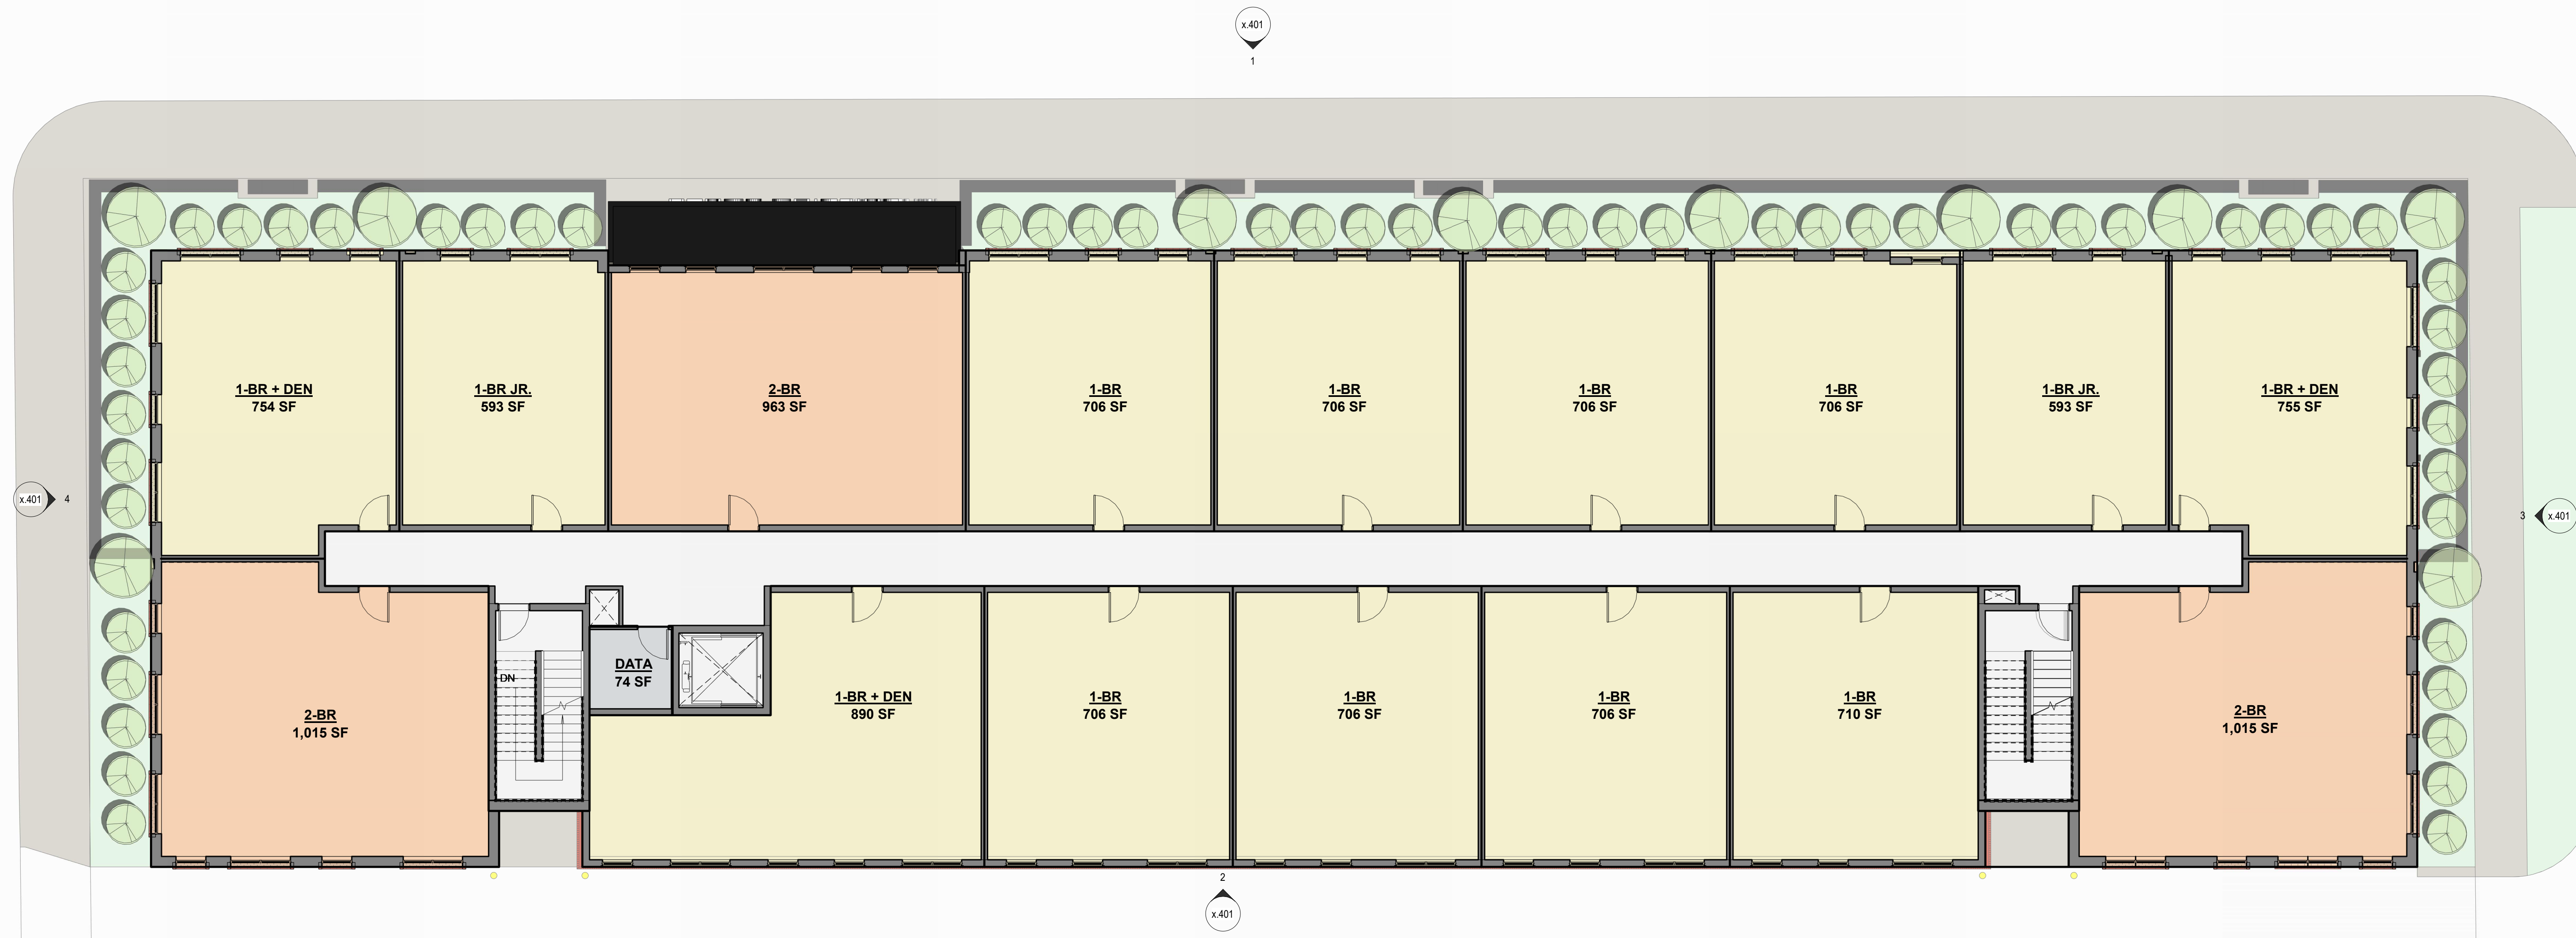 x.401
1
1-BR + DEN
754 SF
1-BR JR.
593 SF
2-BR
963 SF
1-BR
706 SF
1-BR
706 SF
1-BR
706 SF
1-BR
706 SF
1-BR JR.
593 SF
1-BR + DEN
755 SF
x.401
4
3
x.401
X
DATA
74 SF
DN
1-BR + DEN
890 SF
1-BR
706 SF
1-BR
706 SF
1-BR
706 SF
1-BR
710 SF
2-BR
1,015 SF
2-BR
1,015 SF
2
x.401